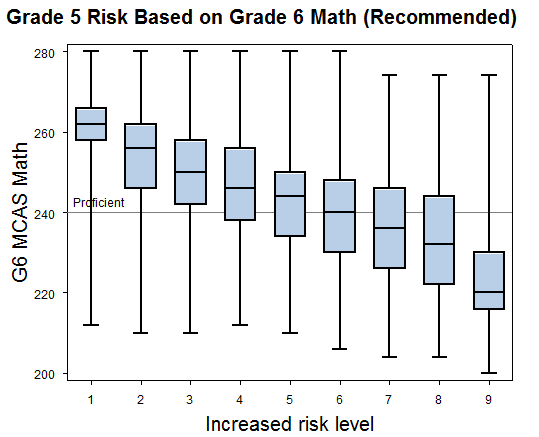 Grade 5 Risk Based on Grade 6 Math (Recommended)
G6 MCAS Math
280
260
240
220
200
Proficient
1 2 3 4 5 6 7 8 9
Increased risk level